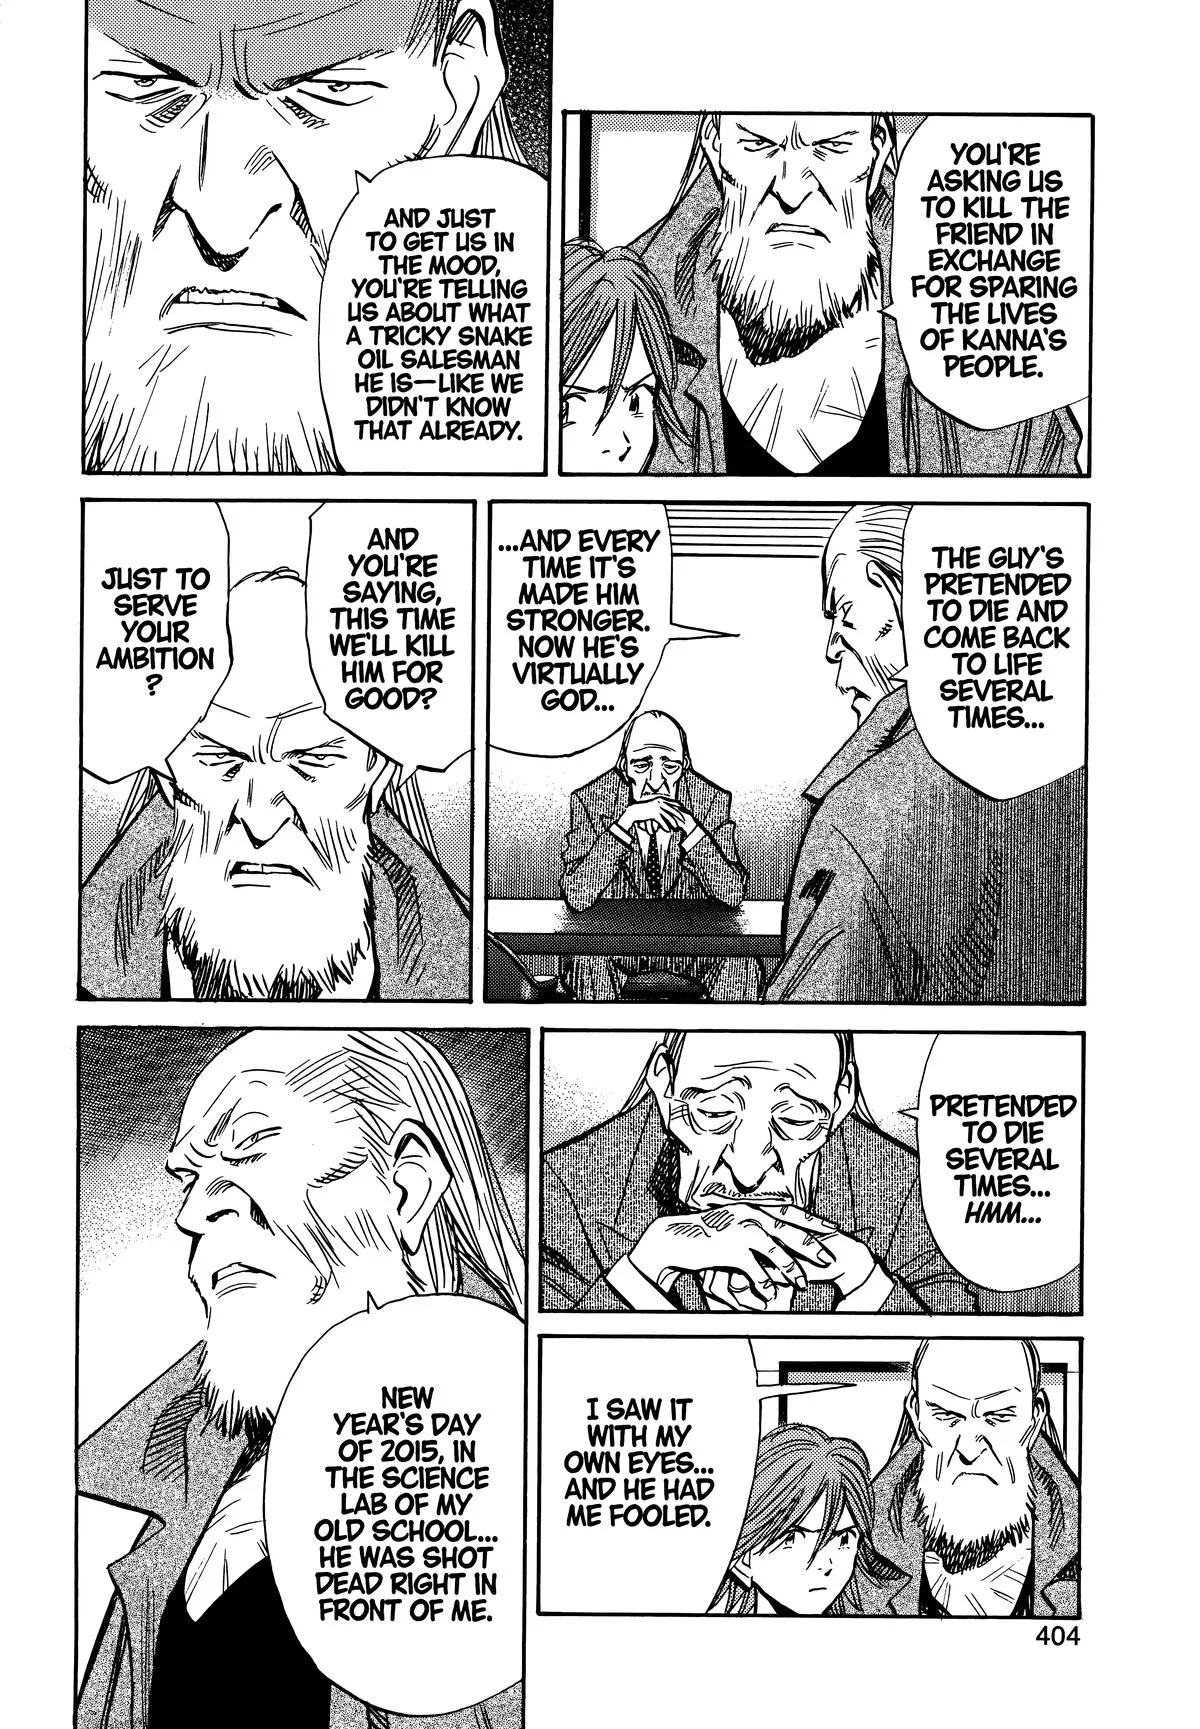 YOU'RE
ASKING US
TO KILL THE
FRIEND IN
EXCHANGE
FOR SPARING
THE LIVES
OF KANNA'S
PEOPLE.
AND JUST
TO GET US IN
THE MOOD,
YOU'RE TELLING
US ABOUT WHAT
A TRICKY SNAKE
OIL SALESMAN
HE IS—LIKE WE
DIDN'T KNOW
THAT ALREADY.
THE GUY'S
PRETENDED
TO DIE AND
COME BACK
TO LIFE
SEVERAL
TIMES...
...AND EVERY
TIME IT'S
MADE HIM
STRONGER.
NOW HE'S
VIRTUALLY
GOD...
AND
YOU'RE
SAYING,
THIS TIME
WE'LL KILL
HIM FOR
GOOD?
JUST TO
SERVE
YOUR
AMBITION
?
PRETENDED
TO DIE
SEVERAL
TIMES...
HMM...
I SAW IT
WITH MY
OWN EYES...
AND HE HAD
ME FOOLED.
NEW
YEAR'S DAY
OF 2015, IN
THE SCIENCE
LAB OF MY
OLD SCHOOL...
HE WAS SHOT
DEAD RIGHT IN
FRONT OF ME.
404